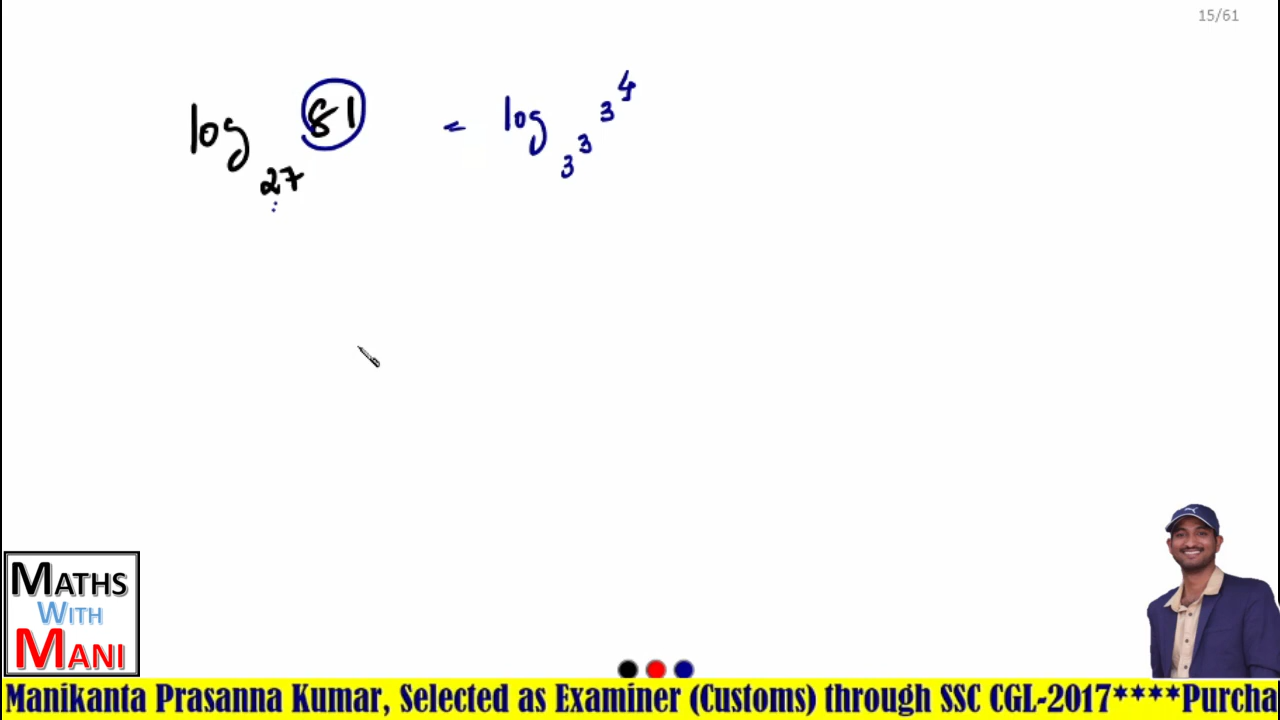 15/61
log₂₇ 81 = log₃³ 3⁴
MATHS
WITH
MANI
Manikanta Prasanna Kumar, Selected as Examiner (Customs) through SSC CGL-2017****Purcha